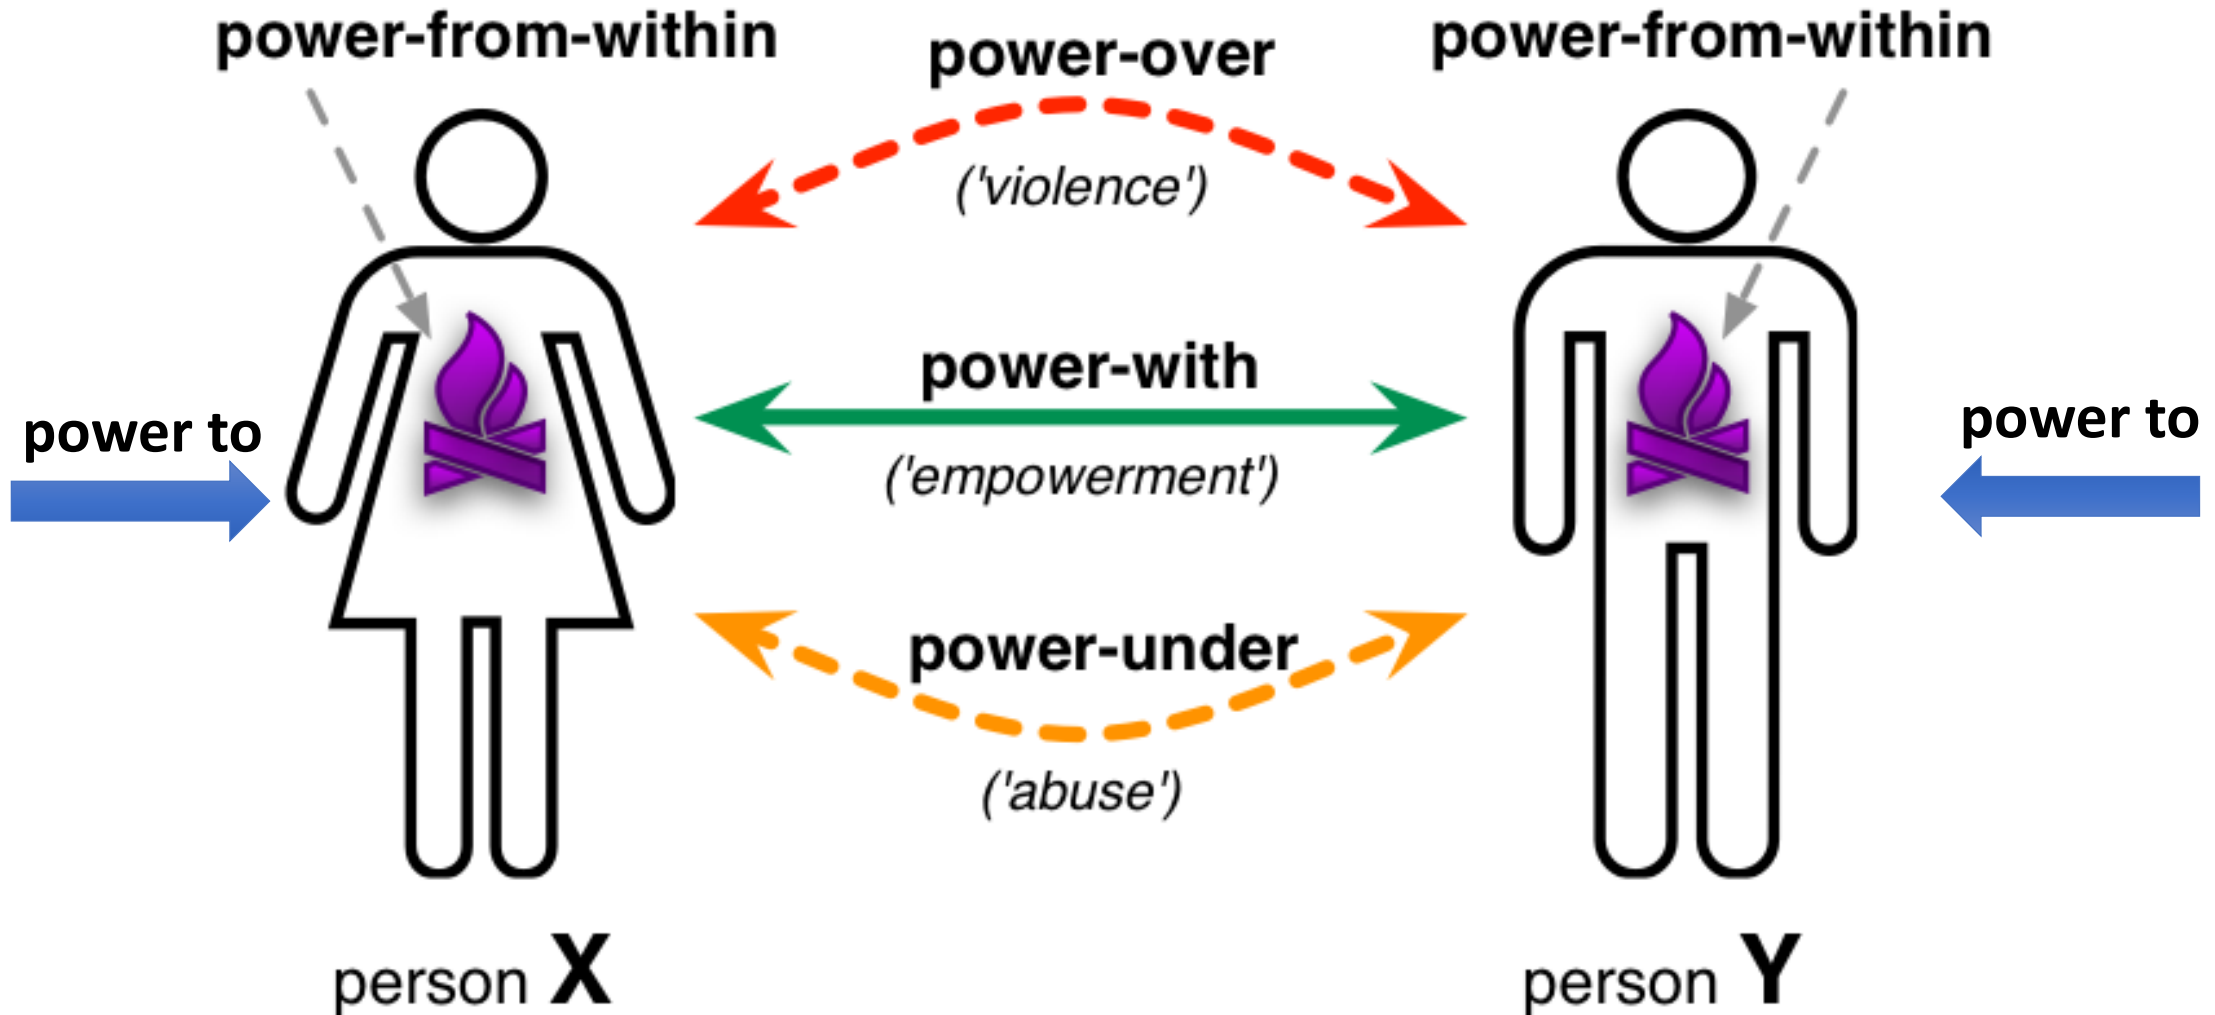 power-from-within
power-over
power-from-within
('violence')
power-with
power to
power to
('empowerment')
power-under
('abuse')
person X
person Y